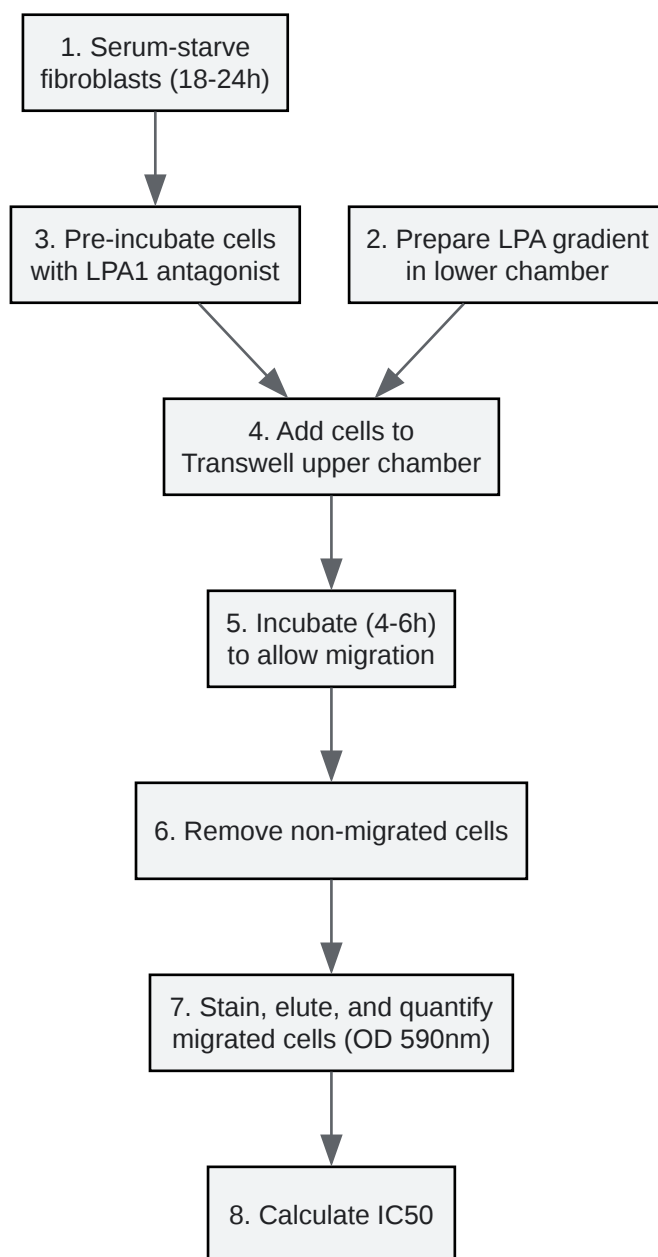 1. Serum-starve
fibroblasts (18-24h)
3. Pre-incubate cells
with LPA1 antagonist
2. Prepare LPA gradient
in lower chamber
4. Add cells to
Transwell upper chamber
5. Incubate (4-6h)
to allow migration
6. Remove non-migrated cells
7. Stain, elute, and quantify
migrated cells (OD 590nm)
8. Calculate IC50